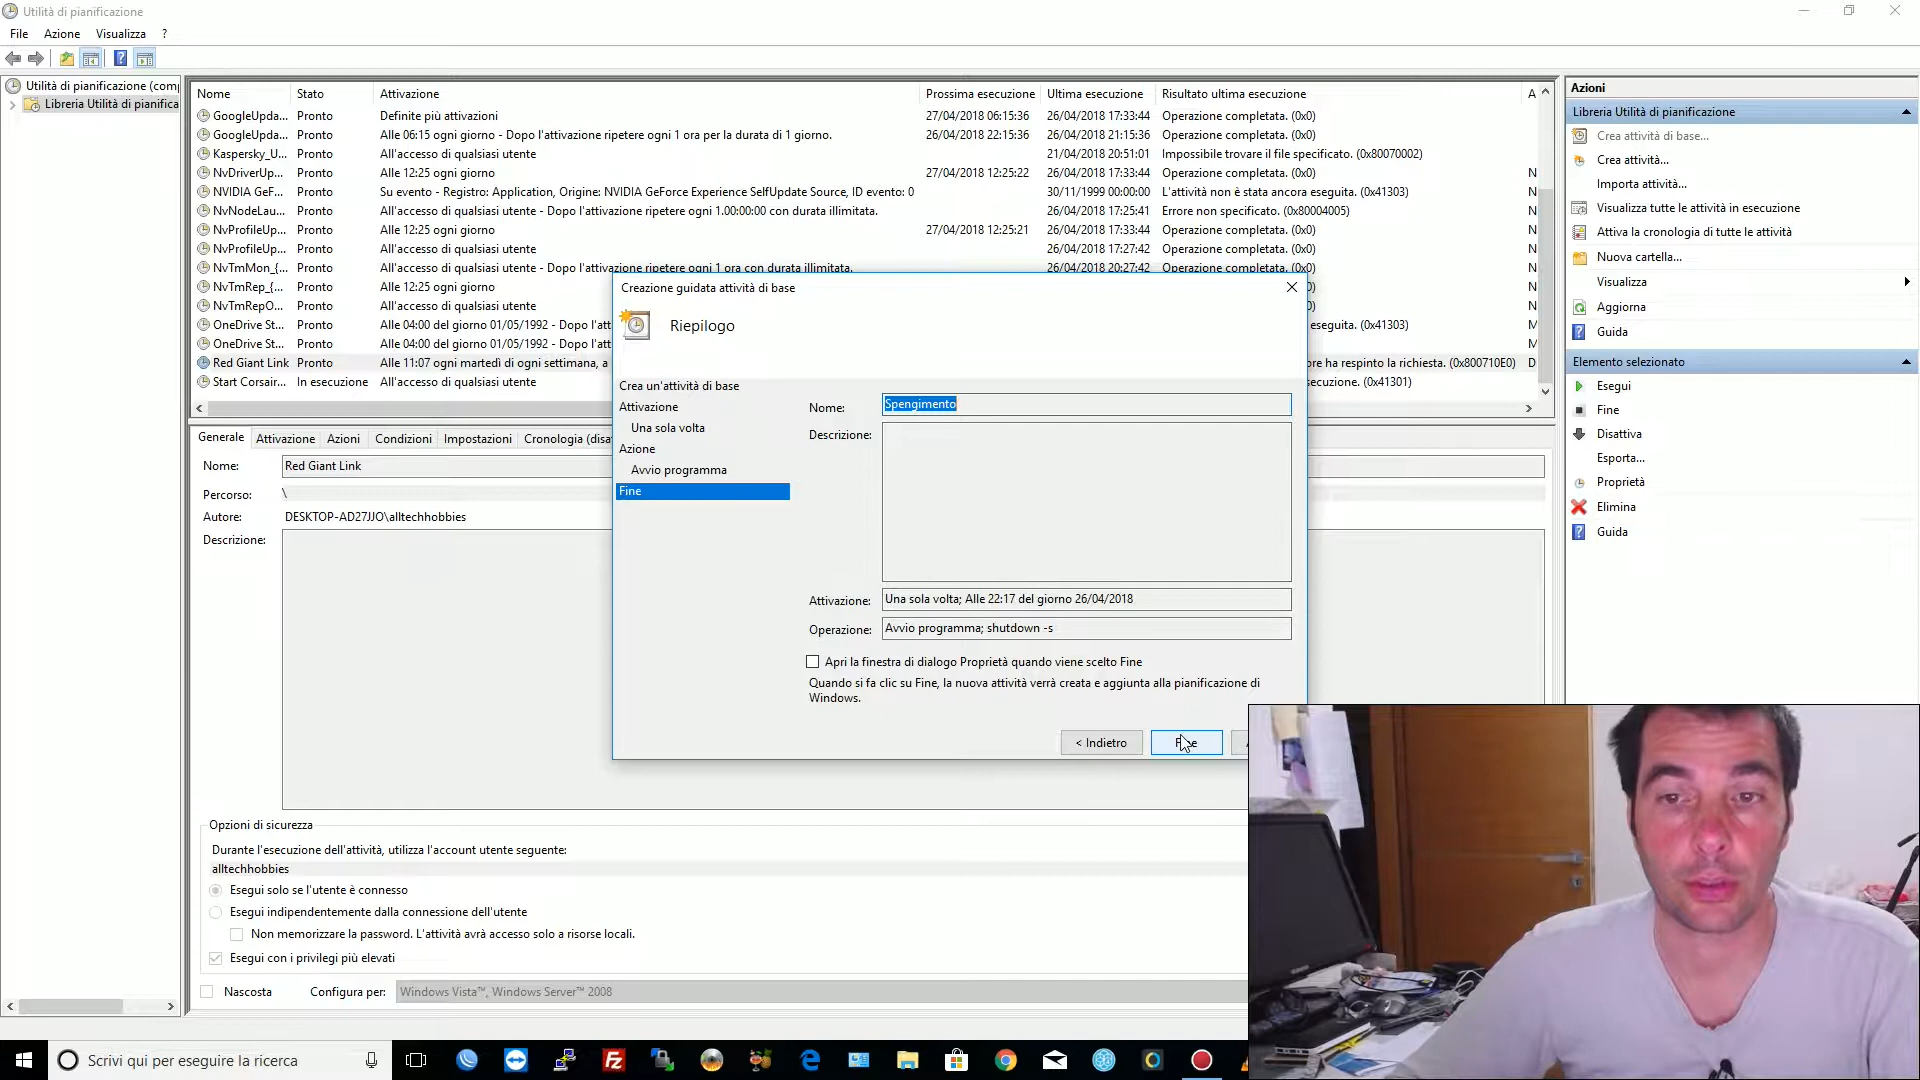 Utilità di pianificazione
File Azione Visualizza ?
Utilità di pianificazione (comp
Libreria Utilità di pianifica
Nome Stato Attivazione Prossima esecuzione Ultima esecuzione Risultato ultima esecuzione A
GoogleUpda... Pronto Definite più attivazioni 27/04/2018 06:15:36 26/04/2018 17:33:44 Operazione completata. (0x0)
GoogleUpda... Pronto Alle 06:15 ogni giorno - Dopo l'attivazione ripetere ogni 1 ora per la durata di 1 giorno. 26/04/2018 22:15:36 26/04/2018 21:15:36 Operazione completata. (0x0)
Kaspersky_U... Pronto All'accesso di qualsiasi utente 21/04/2018 20:51:01 Impossibile trovare il file specificato. (0x80070002)
NvDriverUp... Pronto Alle 12:25 ogni giorno 27/04/2018 12:25:22 26/04/2018 17:33:44 Operazione completata. (0x0) N
NVIDIA GeF... Pronto Su evento - Registro: Application, Origine: NVIDIA GeForce Experience SelfUpdate Source, ID evento: 0 30/11/1999 00:00:00 L'attività non è stata ancora eseguita. (0x41303) N
NvNodeLau... Pronto All'accesso di qualsiasi utente - Dopo l'attivazione ripetere ogni 1.00:00:00 con durata illimitata. 26/04/2018 17:25:41 Errore non specificato. (0x80004005) N
NvProfileUp... Pronto Alle 12:25 ogni giorno 27/04/2018 12:25:21 26/04/2018 17:33:44 Operazione completata. (0x0) N
NvProfileUp... Pronto All'accesso di qualsiasi utente 26/04/2018 17:27:42 Operazione completata. (0x0) N
NvTmMon_{... Pronto All'accesso di qualsiasi utente - Dopo l'attivazione ripetere ogni 1 ora con durata illimitata. 26/04/2018 20:27:42 Operazione completata. (0x0) N
NvTmRep_{... Pronto Alle 12:25 ogni giorno 0) N
NvTmRepO... Pronto All'accesso di qualsiasi utente 0) N
OneDrive St... Pronto Alle 04:00 del giorno 01/05/1992 - Dopo l'att eseguita. (0x41303) M
OneDrive St... Pronto Alle 04:00 del giorno 01/05/1992 - Dopo l'att M
Red Giant Link Pronto Alle 11:07 ogni martedì di ogni settimana, a ore ha respinto la richiesta. (0x800710E0) D
Start Corsair... In esecuzione All'accesso di qualsiasi utente ecuzione. (0x41301)
Generale Attivazione Azioni Condizioni Impostazioni Cronologia (disa
Nome: Red Giant Link
Percorso: \
Autore: DESKTOP-AD27JJO\alltechhobbies
Descrizione:
Opzioni di sicurezza
Durante l'esecuzione dell'attività, utilizza l'account utente seguente:
alltechhobbies
Esegui solo se l'utente è connesso
Esegui indipendentemente dalla connessione dell'utente
Non memorizzare la password. L'attività avrà accesso solo a risorse locali.
Esegui con i privilegi più elevati
Nascosta Configura per: Windows Vista™, Windows Server™ 2008
Creazione guidata attività di base
Riepilogo
Crea un'attività di base
Attivazione
Una sola volta
Azione
Avvio programma
Fine
Nome: Spengimento
Descrizione:
Attivazione: Una sola volta; Alle 22:17 del giorno 26/04/2018
Operazione: Avvio programma; shutdown -s
Apri la finestra di dialogo Proprietà quando viene scelto Fine
Quando si fa clic su Fine, la nuova attività verrà creata e aggiunta alla pianificazione di
Windows.
< Indietro Fine
Azioni
Libreria Utilità di pianificazione
Crea attività di base...
Crea attività...
Importa attività...
Visualizza tutte le attività in esecuzione
Attiva la cronologia di tutte le attività
Nuova cartella...
Visualizza
Aggiorna
Guida
Elemento selezionato
Esegui
Fine
Disattiva
Esporta...
Proprietà
Elimina
Guida
Scrivi qui per eseguire la ricerca